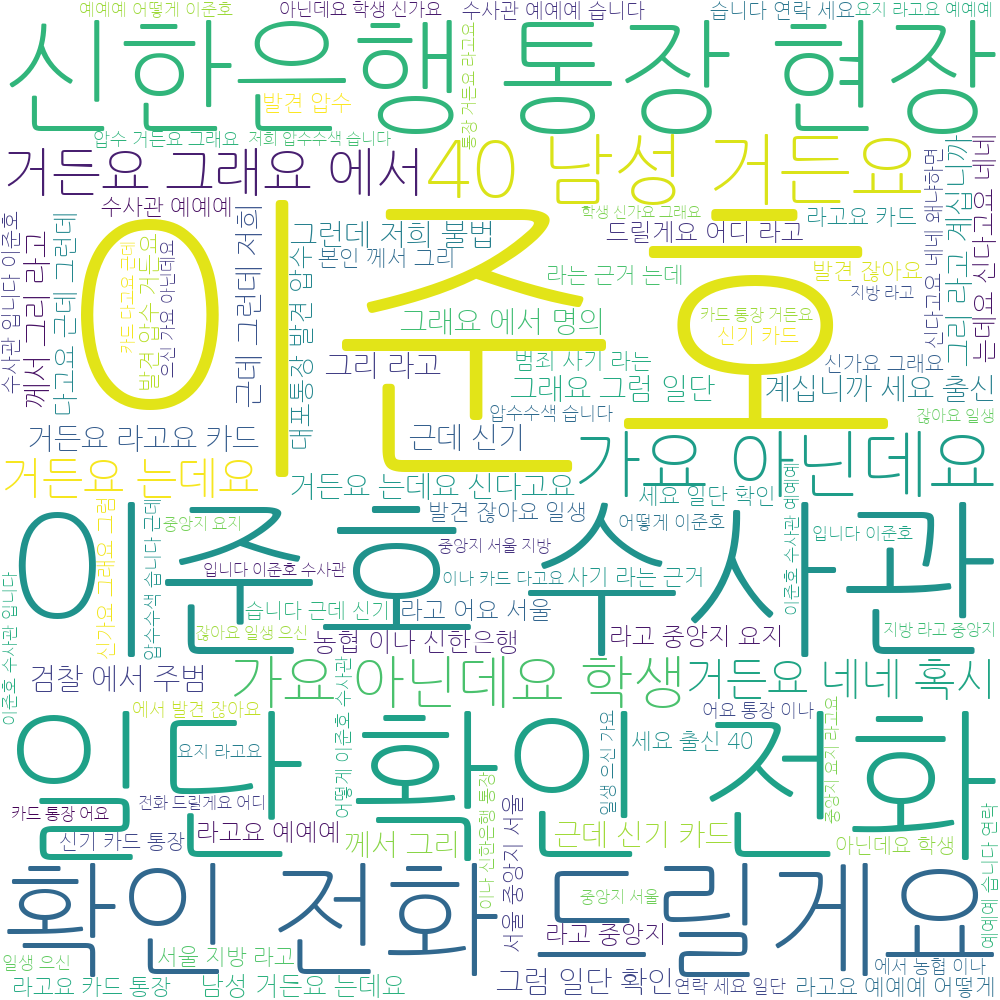 예예예 어떻게 이준호
아닌데요 학생 신가요
수사관 예예예 습니다
습니다 연락 세요
요지 라고요 예예예
신한은행 통장 현장
발견 압수
통장 거든요 라고요
압수 거든요 그래요
저희 압수수색 습니다
거든요 그래요 에서
40 남성 거든요
수사관 예예예
학생 신가요 그래요
라고요 카드
이준호
그런데 저희 불법
드릴게요 어디 라고
본인 께서 그리
라는 근거 는데
발견 잖아요
지방 라고
수사관 입니다 이준호
께서 그리 라고
다고요 근데 그런데
카드 다고요 근데
발견 압수 거든요
으신 가요 아닌데요
근데 그런데 저희
대포통장 발견 압수
신다고요 네네 왜냐하면
그리 라고 계십니까
는데요 신다고요 네네
카드 통장 거든요
신기 카드
그래요 에서 명의
그리 라고
범죄 사기 라는
신가요 그래요
그래요 그럼 일단
계십니까 세요 출신
압수수색 습니다
잖아요 일생
거든요 라고요 카드
근데 신기
가요 아닌데요
거든요 는데요
거든요 는데요 신다고요
세요 일단 확인
발견 잖아요 일생
어떻게 이준호
이준호 수사관 예예예
이준호 수사관
중앙지 요지
신가요 그래요 그럼
압수수색 습니다 근데
중앙지 서울 지방
입니다 이준호
입니다 이준호 수사관
이나 카드 다고요
사기 라는 근거
이준호 수사관 입니다
습니다 근데 신기
라고 어요 서울
잖아요 일생 으신
농협 이나 신한은행
라고 중앙지 요지
지방 라고 중앙지
검찰 에서 주범
가요 아닌데요 학생
거든요 네네 혹시
에서 발견 잖아요
어떻게 이준호 수사관
일생 으신 가요
어요 통장 이나
중앙지 요지 라고요
일단 확인 전화
요지 라고요
세요 출신 40
전화 드릴게요 어디
카드 통장 어요
이나 신한은행 통장
신기 카드 통장
라고요 예예예
께서 그리
근데 신기 카드
아닌데요 학생
확인 전화 드릴게요
서울 중앙지 서울
중앙지 서울
예예예 습니다 연락
라고 중앙지
서울 지방 라고
일생 으신
에서 농협 이나
라고요 카드 통장
남성 거든요 는데요
그럼 일단 확인
연락 세요 일단
라고요 예예예 어떻게